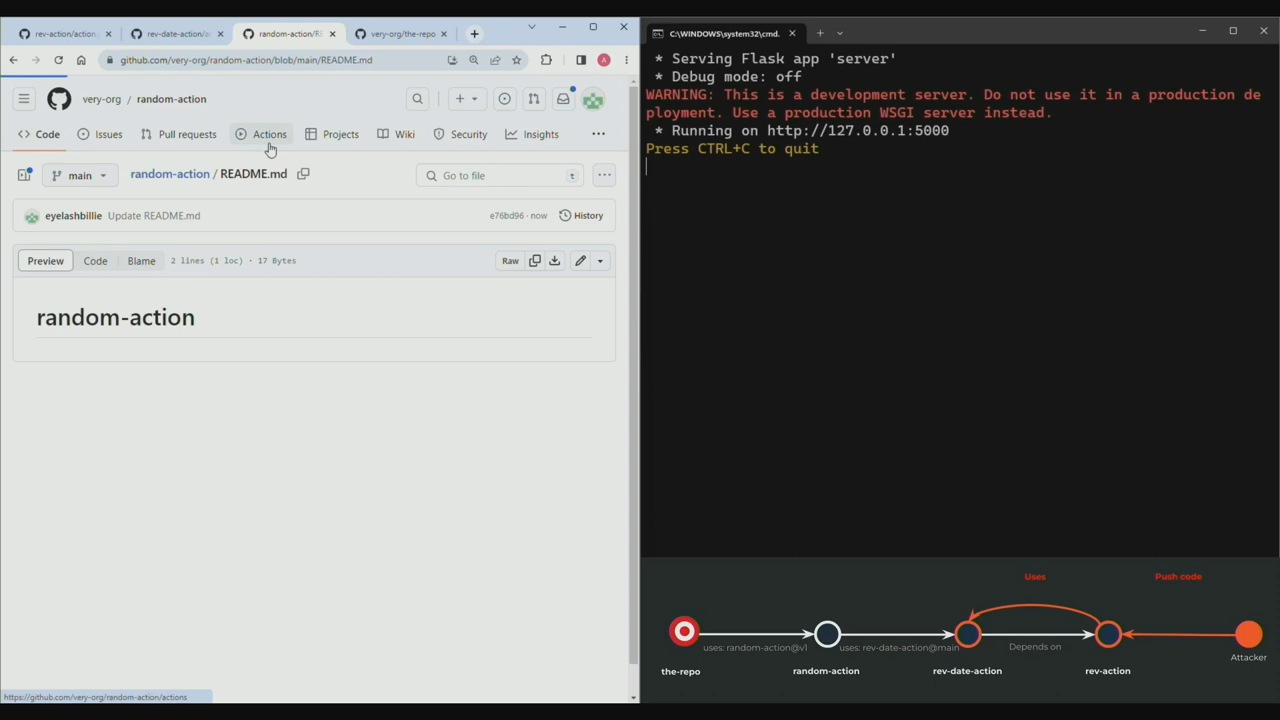 rev-action/action.
rev-date-action/a
random-action/RE
very-org/the-repo
github.com/very-org/random-action/blob/main/README.md
A
very-org / random-action
Code
Issues
Pull requests
Actions
Projects
Wiki
Security
Insights
main
random-action / README.md
Go to file
t
eyelashbillie Update README.md
e76bd96 · now
History
Preview
Code
Blame
2 lines (1 loc) · 17 Bytes
Raw
random-action
https://github.com/very-org/random-action/actions
C:\WINDOWS\system32\cmd.
* Serving Flask app 'server'
* Debug mode: off
WARNING: This is a development server. Do not use it in a production de
ployment. Use a production WSGI server instead.
* Running on http://127.0.0.1:5000
Press CTRL+C to quit
Uses
Push code
uses: random-action@v1
uses: rev-date-action@main
Depends on
Attacker
the-repo
random-action
rev-date-action
rev-action